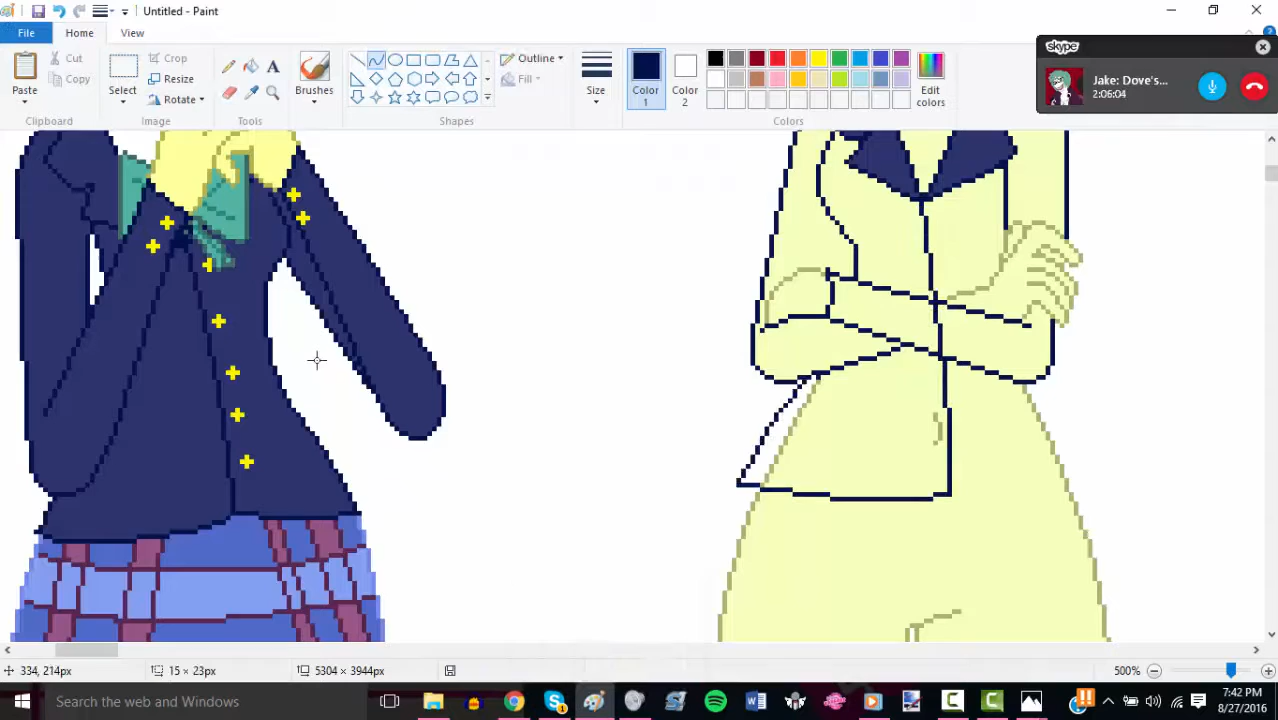 Untitled - Paint
File Home View
Paste
Cut
Copy
Clipboard
Select
Crop
Resize
Rotate
Image
A
Tools
Brushes
Outline
Fill
Shapes
Size
Color 1
Color 2
Colors
Edit colors
skype
Jake: Dove's...
2:06:04
334, 214px
15 × 23px
5304 × 3944px
500%
Search the web and Windows
7:42 PM
8/27/2016